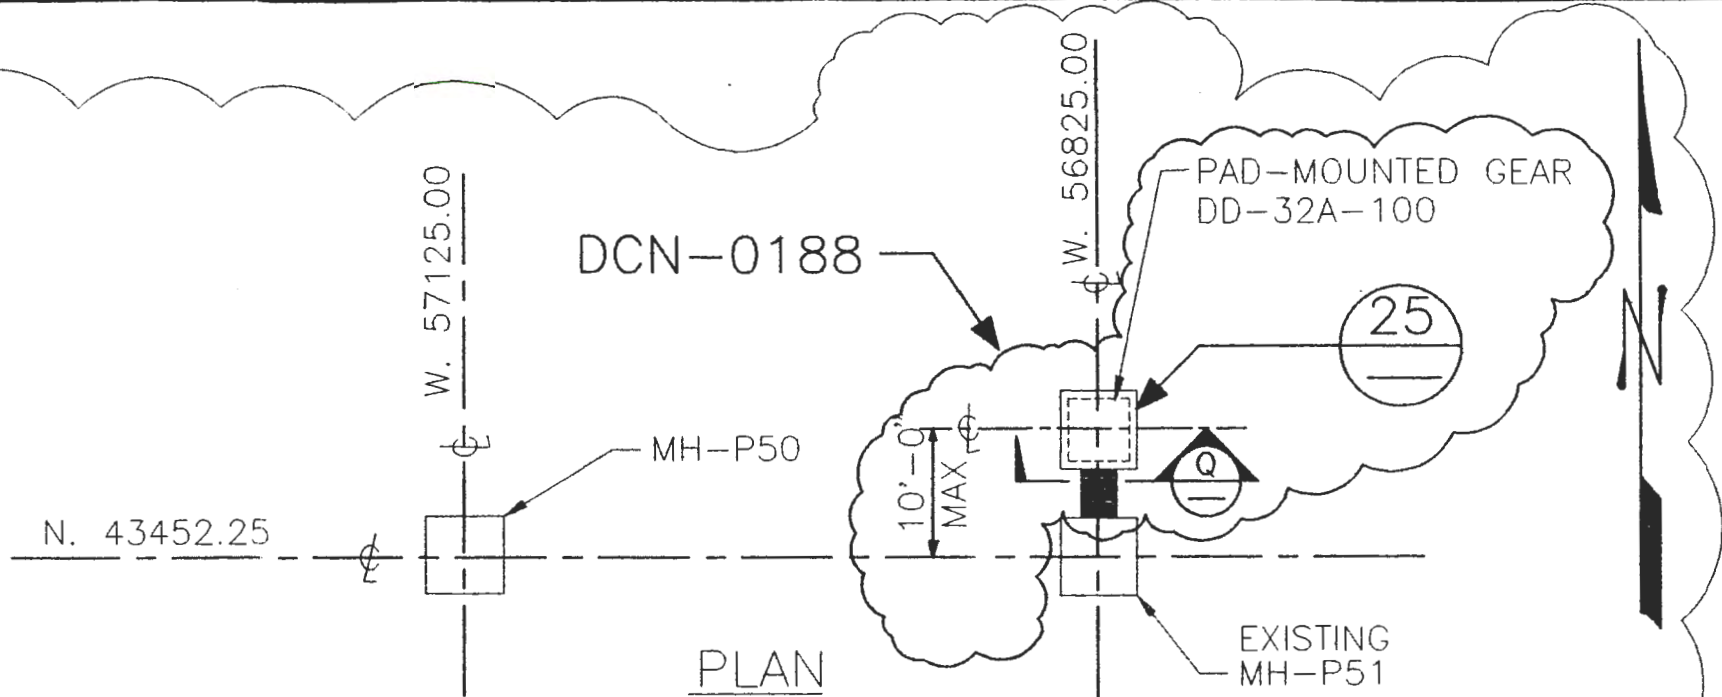 W. 57125.00
W. 56825.00
PAD-MOUNTED GEAR
DD-32A-100
DCN-0188
25
N
MH-P50
10'-0"
MAX
Q
N. 43452.25
EXISTING
MH-P51
PLAN